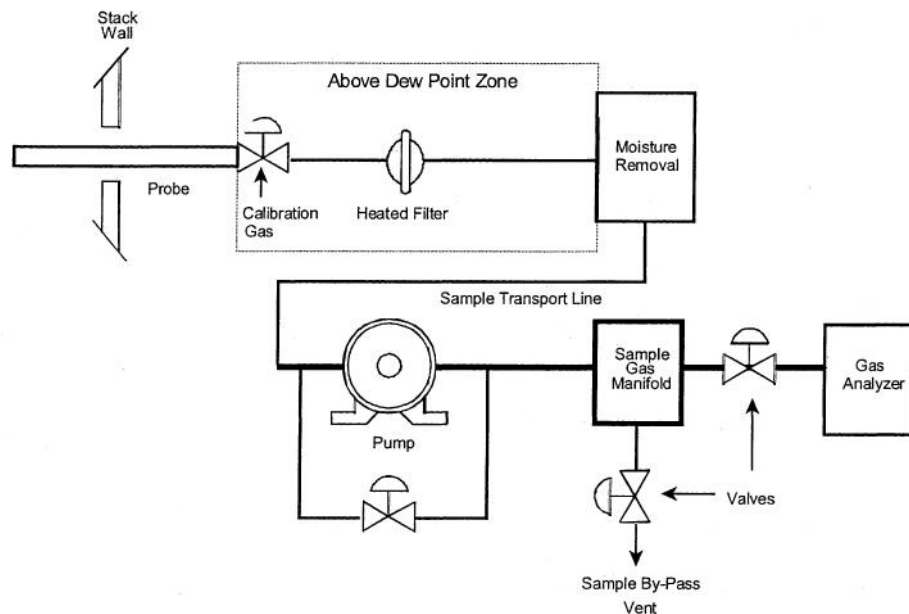 Stack
Wall
Above Dew Point Zone
Moisture
Removal
Probe
Calibration
Gas
Heated Filter
Sample Transport Line
Sample
Gas
Manifold
Gas
Analyzer
Pump
Valves
Sample By-Pass
Vent